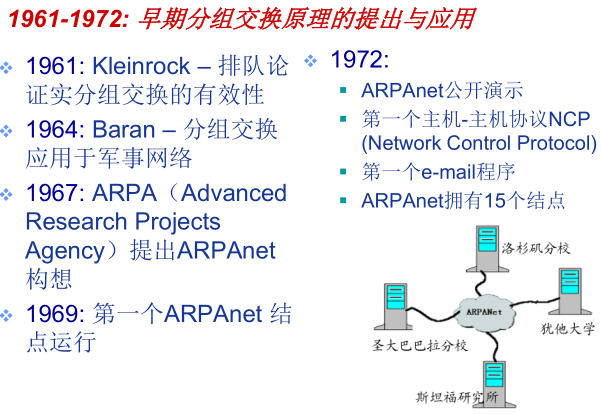 1961-1972: 早期分组交换原理的提出与应用
1961: Kleinrock – 排队论
证实分组交换的有效性
1964: Baran – 分组交换
应用于军事网络
1967: ARPA（Advanced
Research Projects
Agency）提出ARPAnet
构想
1969: 第一个ARPAnet 结
点运行
1972:
ARPAnet公开演示
第一个主机-主机协议NCP
(Network Control Protocol)
第一个e-mail程序
ARPAnet拥有15个结点
洛杉矶分校
ARPANet
犹他大学
圣大巴巴拉分校
斯坦福研究所